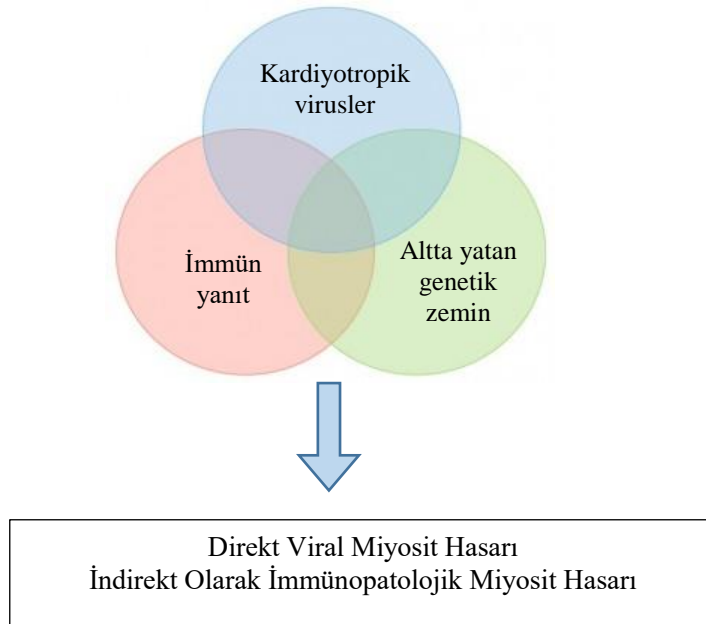 Kardiyotropik
virusler
İmmün
yanıt
Altta yatan
genetik
zemin
Direkt Viral Miyosit Hasarı
İndirekt Olarak İmmünopatolojik Miyosit Hasarı